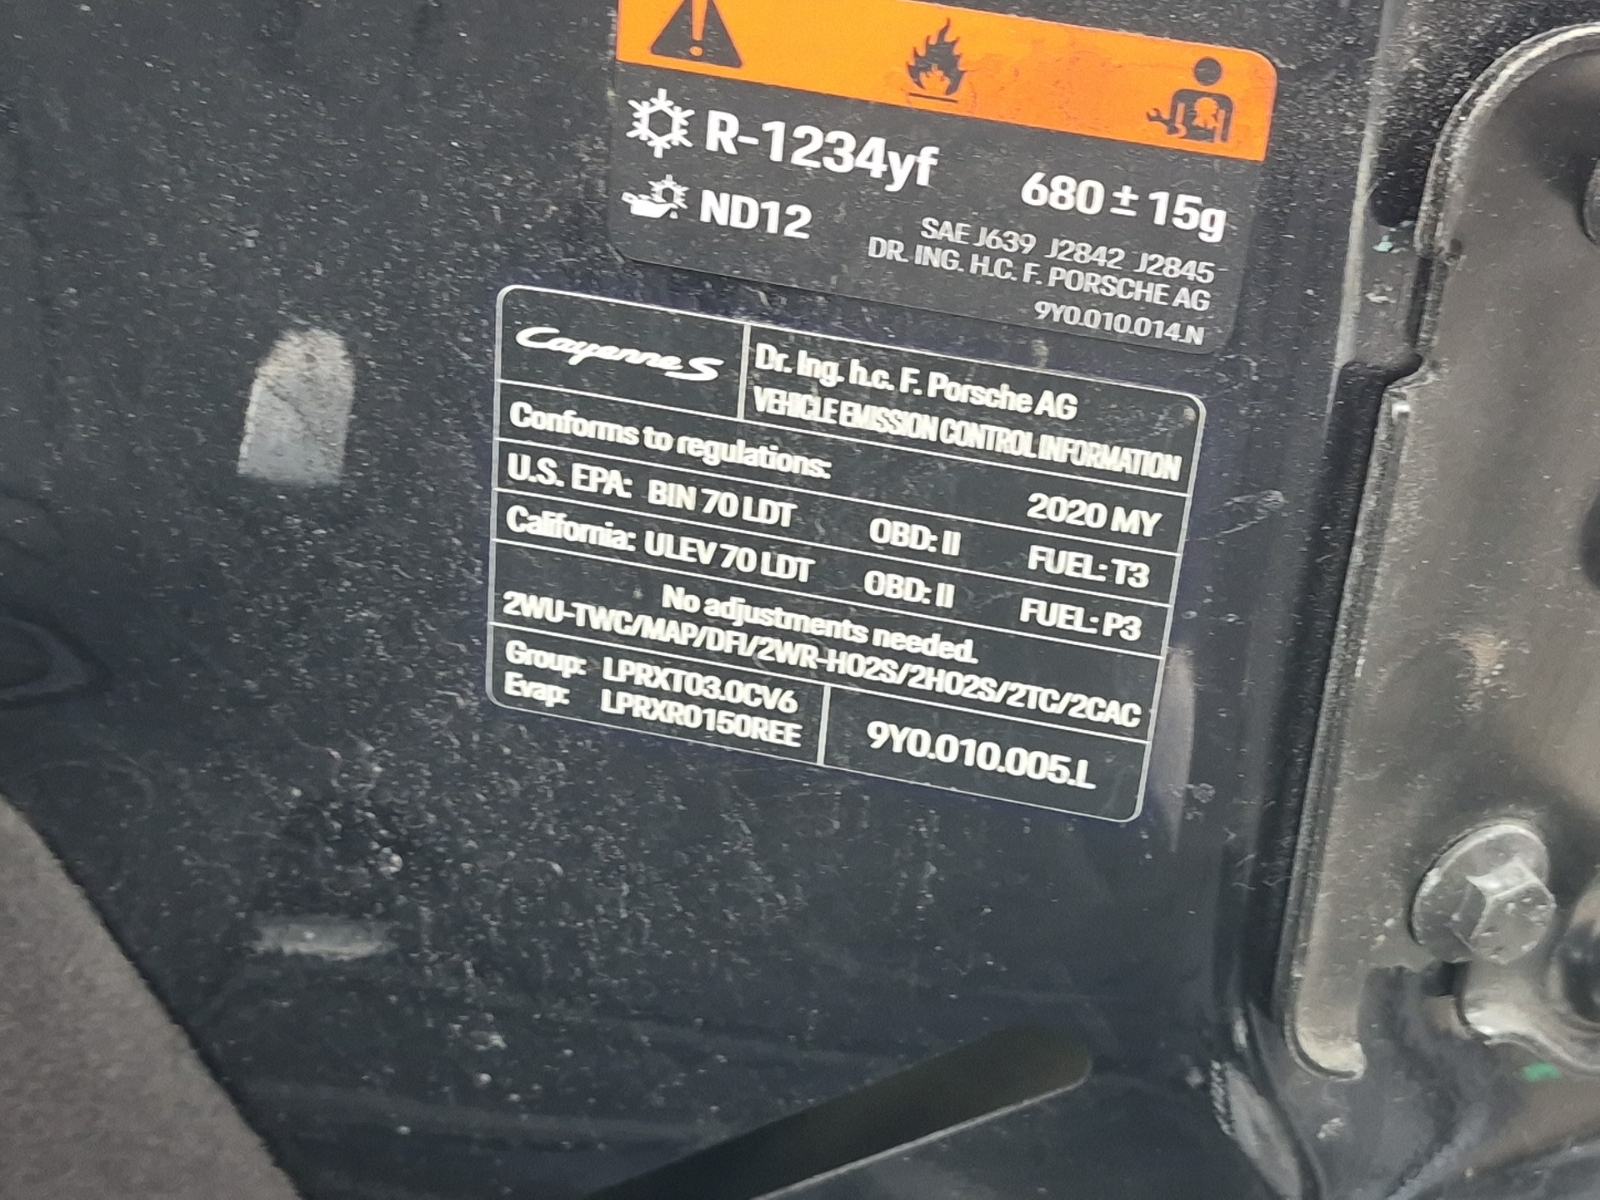 R-1234yf 680 ± 15g
ND12
SAE J639 J2842 J2845
DR. ING. H.C. F. PORSCHE AG
9Y0.010.014.N
Cayenne S
Dr. Ing. h.c. F. Porsche AG
VEHICLE EMISSION CONTROL INFORMATION
Conforms to regulations: 2020 MY
U.S. EPA: BIN 70 LDT OBD: II FUEL: T3
California: ULEV 70 LDT OBD: II FUEL: P3
No adjustments needed.
2WU-TWC/MAP/DFI/2WR-HO2S/2HO2S/2TC/2CAC
Group: LPRXT03.0CV6
Evap: LPRXR0150REE
9Y0.010.005.L